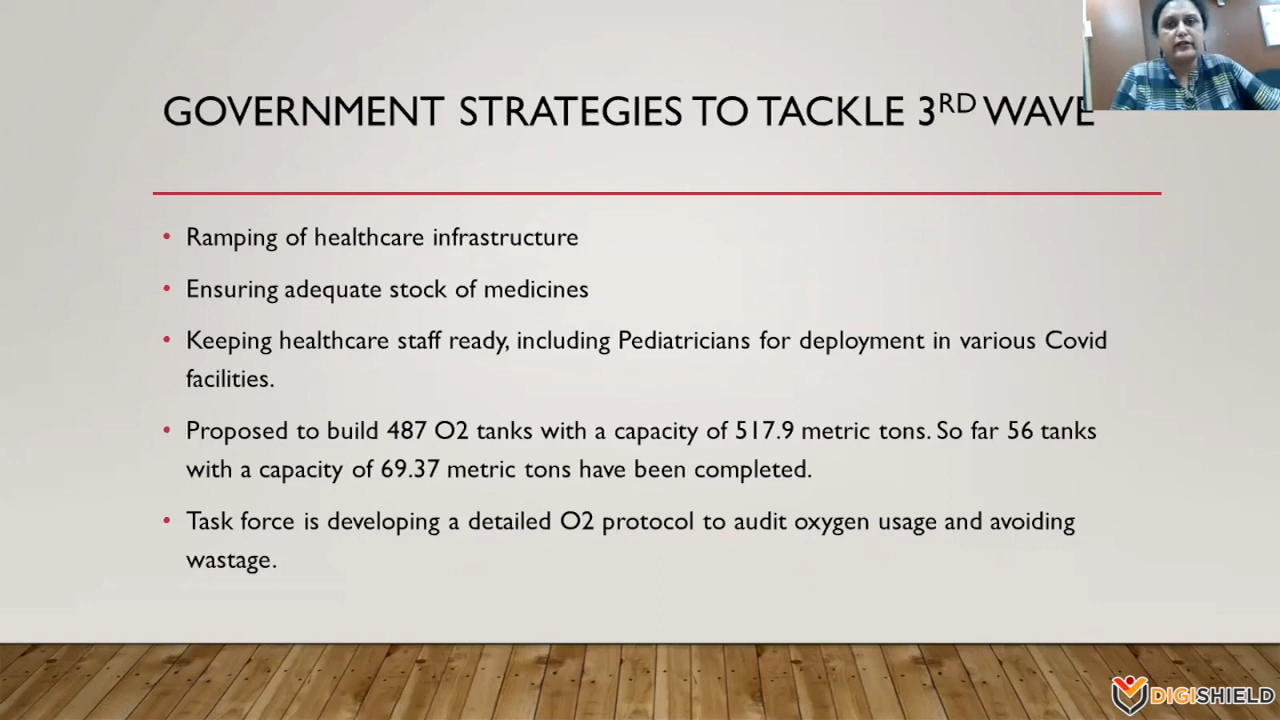 GOVERNMENT STRATEGIES TO TACKLE 3RD WAVE
• Ramping of healthcare infrastructure
• Ensuring adequate stock of medicines
• Keeping healthcare staff ready, including Pediatricians for deployment in various Covid
facilities.
• Proposed to build 487 O2 tanks with a capacity of 517.9 metric tons. So far 56 tanks
with a capacity of 69.37 metric tons have been completed.
• Task force is developing a detailed O2 protocol to audit oxygen usage and avoiding
wastage.
DIGISHIELD